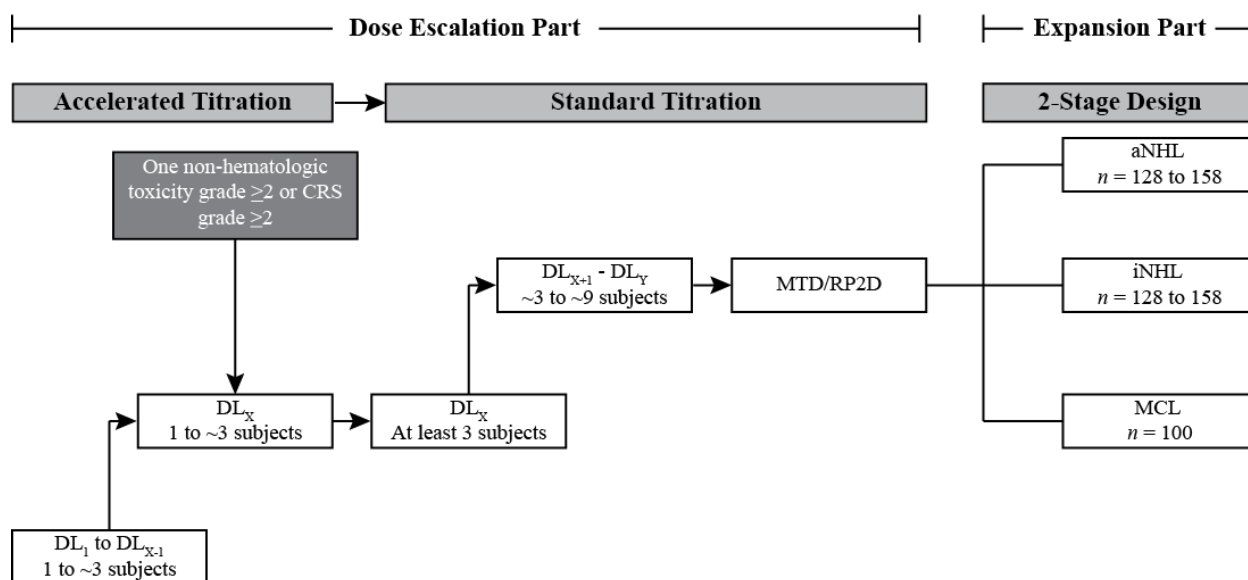 Dose Escalation Part
Expansion Part
Accelerated Titration
Standard Titration
2-Stage Design
One non-hematologic
toxicity grade ≥2 or CRS
grade ≥2
aNHL
n = 128 to 158
DLX+1 - DLY
~3 to ~9 subjects
MTD/RP2D
iNHL
n = 128 to 158
DLX
1 to ~3 subjects
DLX
At least 3 subjects
MCL
n = 100
DL1 to DLX-1
1 to ~3 subjects